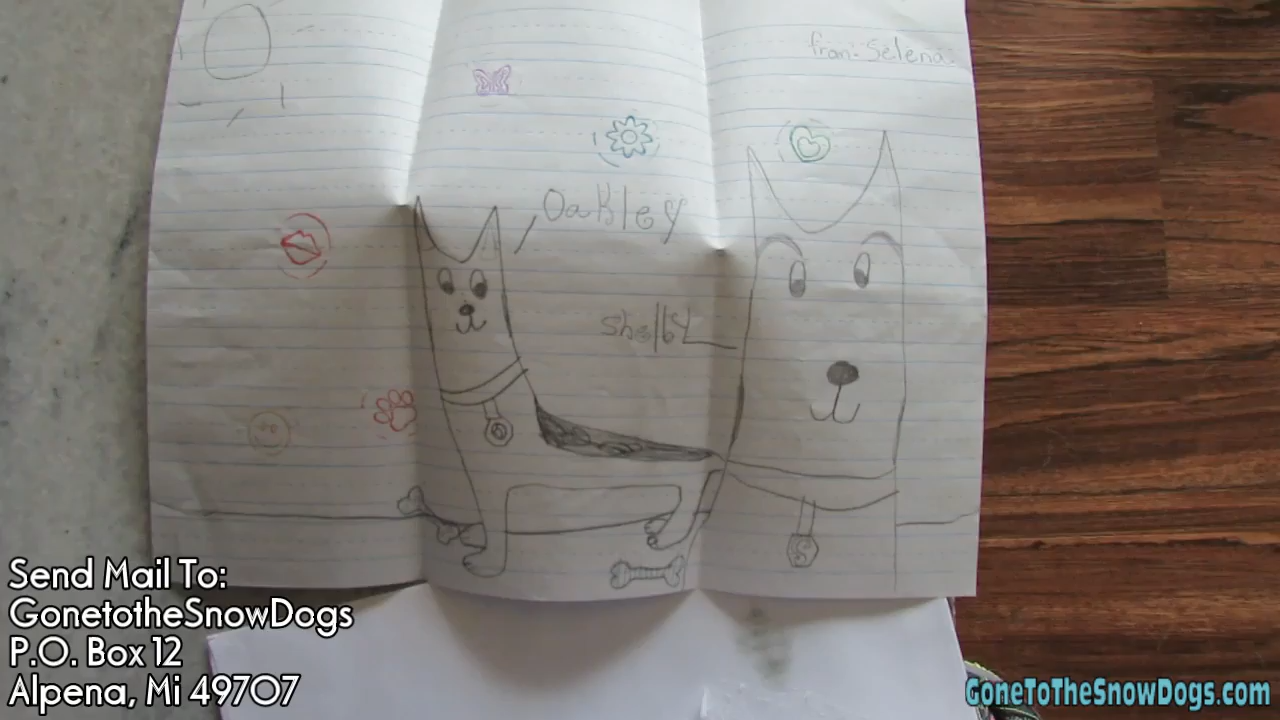 from: Selena
Oakley
Shelby
S
Send Mail To:
GonetotheSnowDogs
P.O. Box 12
Alpena, Mi 49707
GoneToTheSnowDogs.com